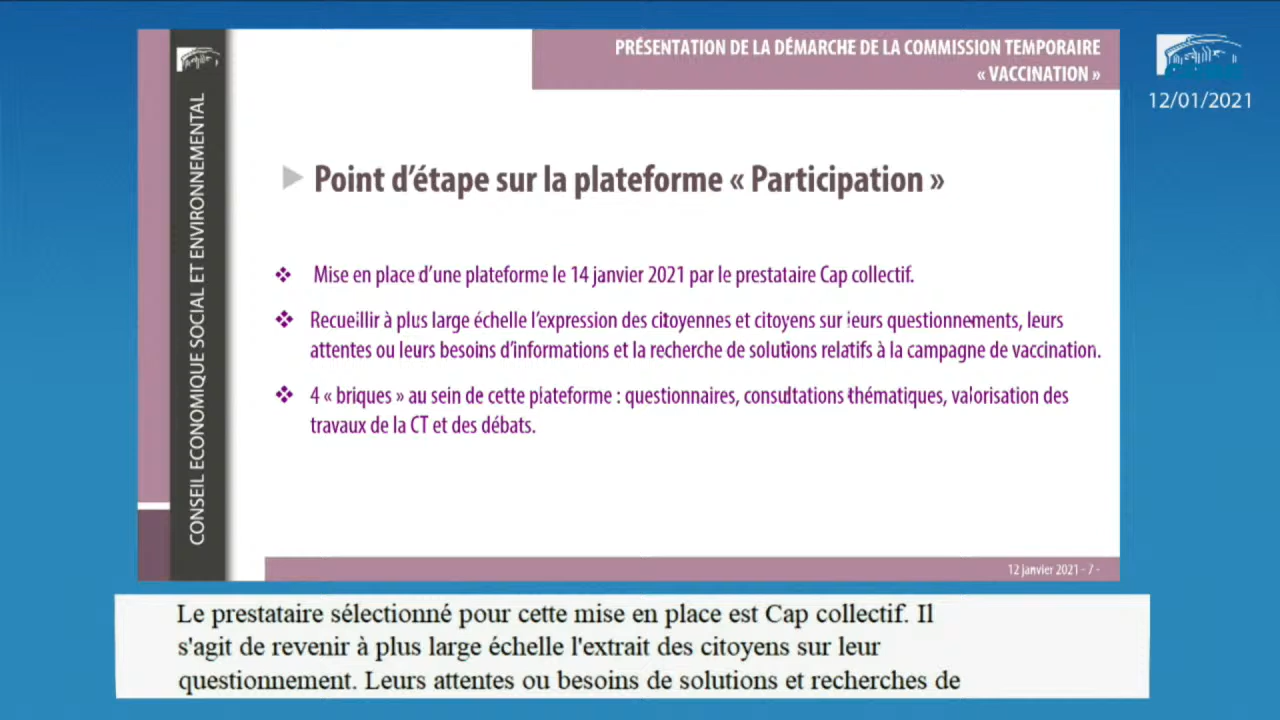 PRÉSENTATION DE LA DÉMARCHE DE LA COMMISSION TEMPORAIRE
« VACCINATION »
12/01/2021
CONSEIL ECONOMIQUE SOCIAL ET ENVIRONNEMENTAL
Point d'étape sur la plateforme « Participation »
Mise en place d'une plateforme le 14 janvier 2021 par le prestataire Cap collectif.
Recueillir à plus large échelle l'expression des citoyennes et citoyens sur leurs questionnements, leurs
attentes ou leurs besoins d'informations et la recherche de solutions relatifs à la campagne de vaccination.
4 « briques » au sein de cette plateforme : questionnaires, consultations thématiques, valorisation des
travaux de la CT et des débats.
12 janvier 2021 - 7 -
Le prestataire sélectionné pour cette mise en place est Cap collectif. Il
s'agit de revenir à plus large échelle l'extrait des citoyens sur leur
questionnement. Leurs attentes ou besoins de solutions et recherches de